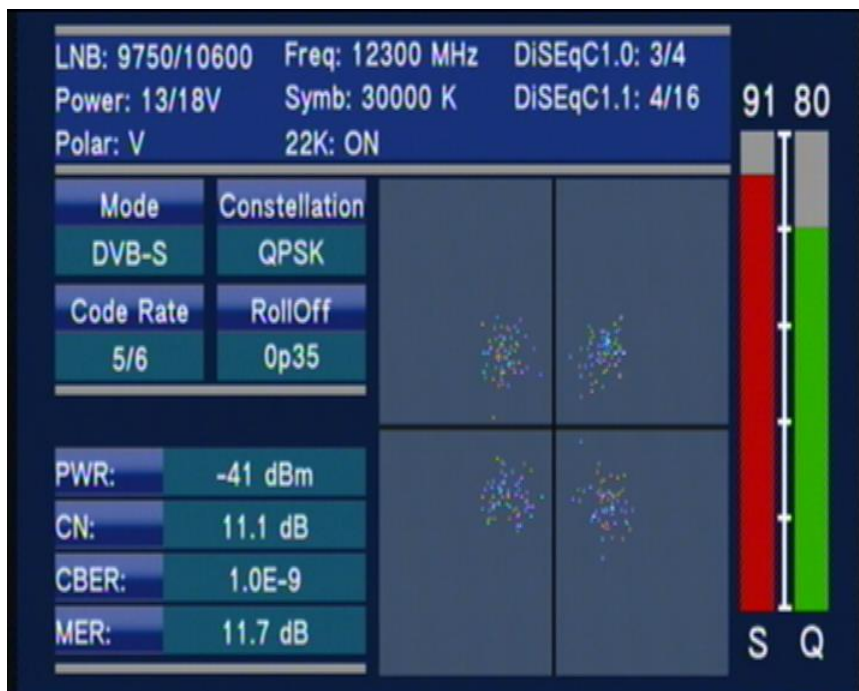 LNB: 9750/10600 Freq: 12300 MHz DiSEqC1.0: 3/4
Power: 13/18V Symb: 30000 K DiSEqC1.1: 4/16
Polar: V 22K: ON
91 80
Mode Constellation
DVB-S QPSK
Code Rate RollOff
5/6 0p35
PWR: -41 dBm
CN: 11.1 dB
CBER: 1.0E-9
MER: 11.7 dB
S Q